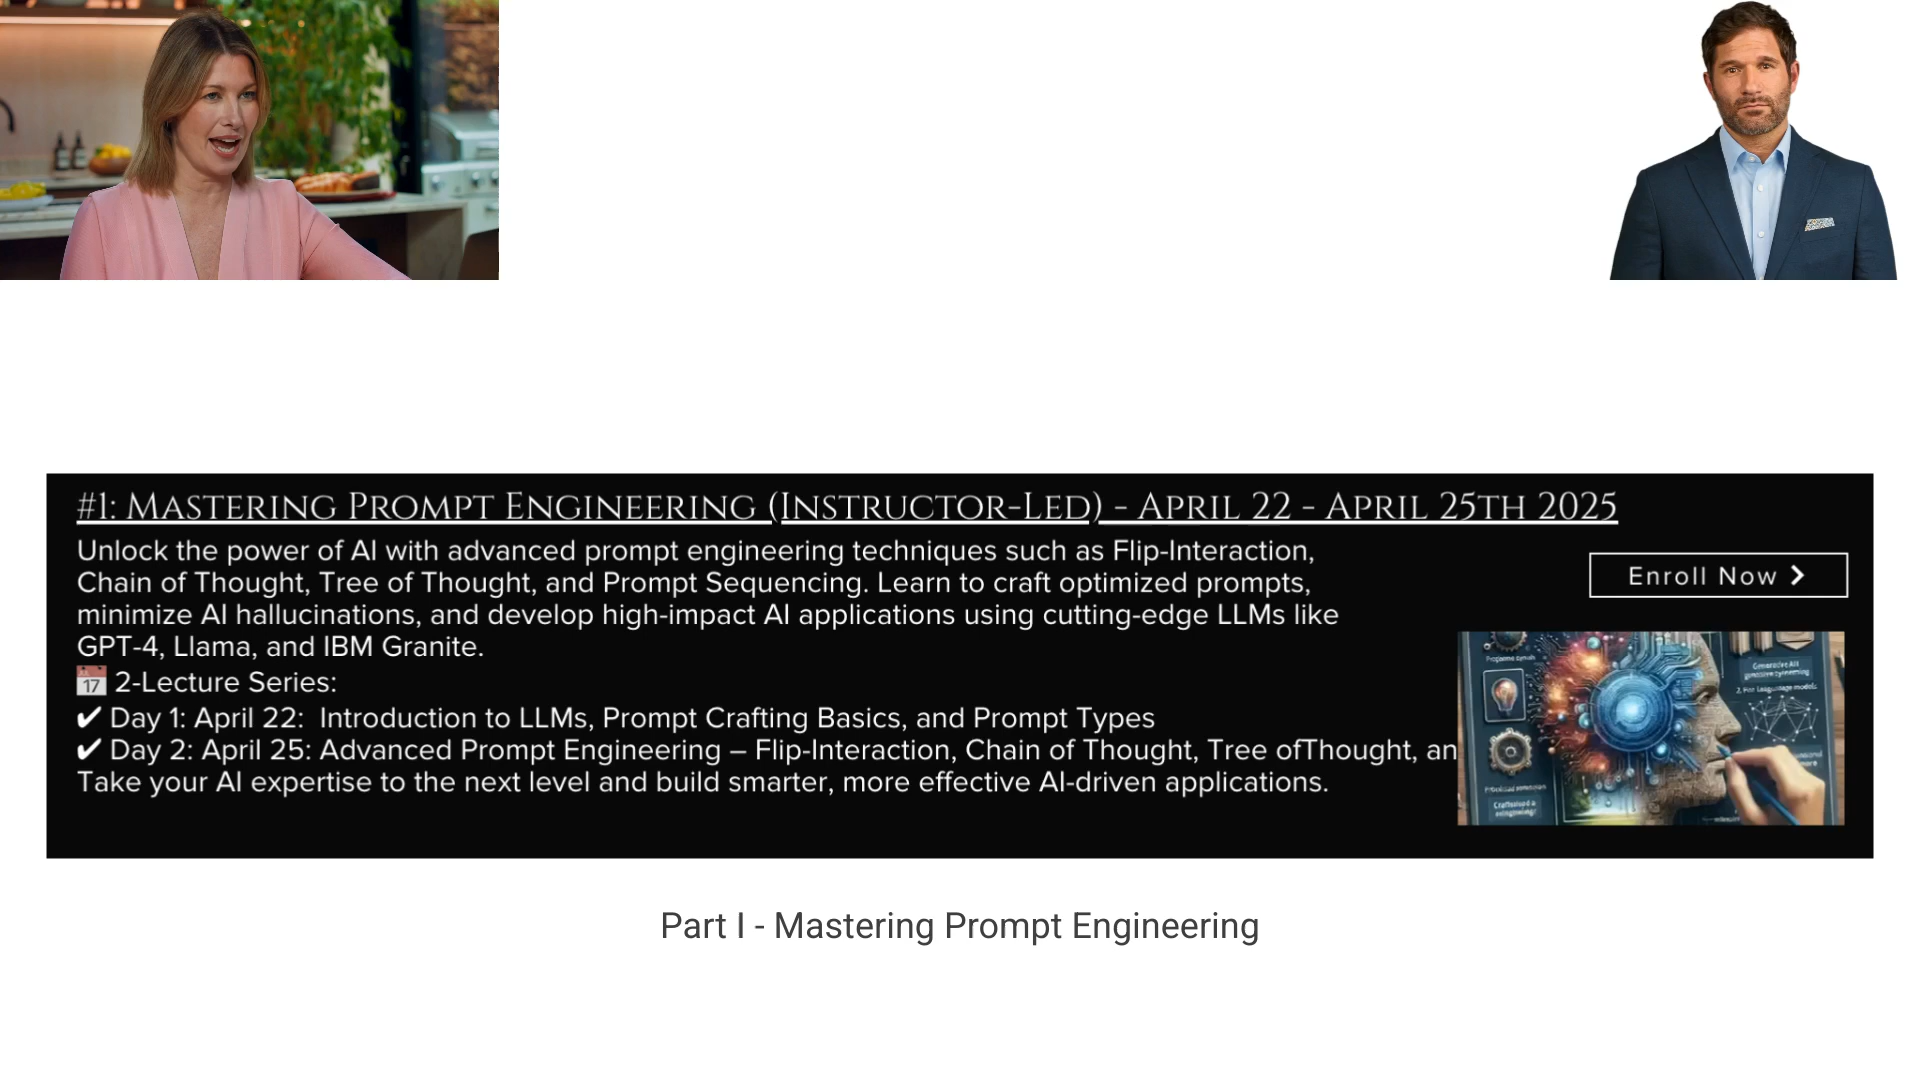 #1: Mastering Prompt Engineering (Instructor-Led) - April 22 - April 25th 2025
Unlock the power of AI with advanced prompt engineering techniques such as Flip-Interaction,
Chain of Thought, Tree of Thought, and Prompt Sequencing. Learn to craft optimized prompts,
minimize AI hallucinations, and develop high-impact AI applications using cutting-edge LLMs like
GPT-4, Llama, and IBM Granite.
Enroll Now
17 2-Lecture Series:
✔ Day 1: April 22: Introduction to LLMs, Prompt Crafting Basics, and Prompt Types
✔ Day 2: April 25: Advanced Prompt Engineering – Flip-Interaction, Chain of Thought, Tree ofThought, an
Take your AI expertise to the next level and build smarter, more effective AI-driven applications.
Part I - Mastering Prompt Engineering